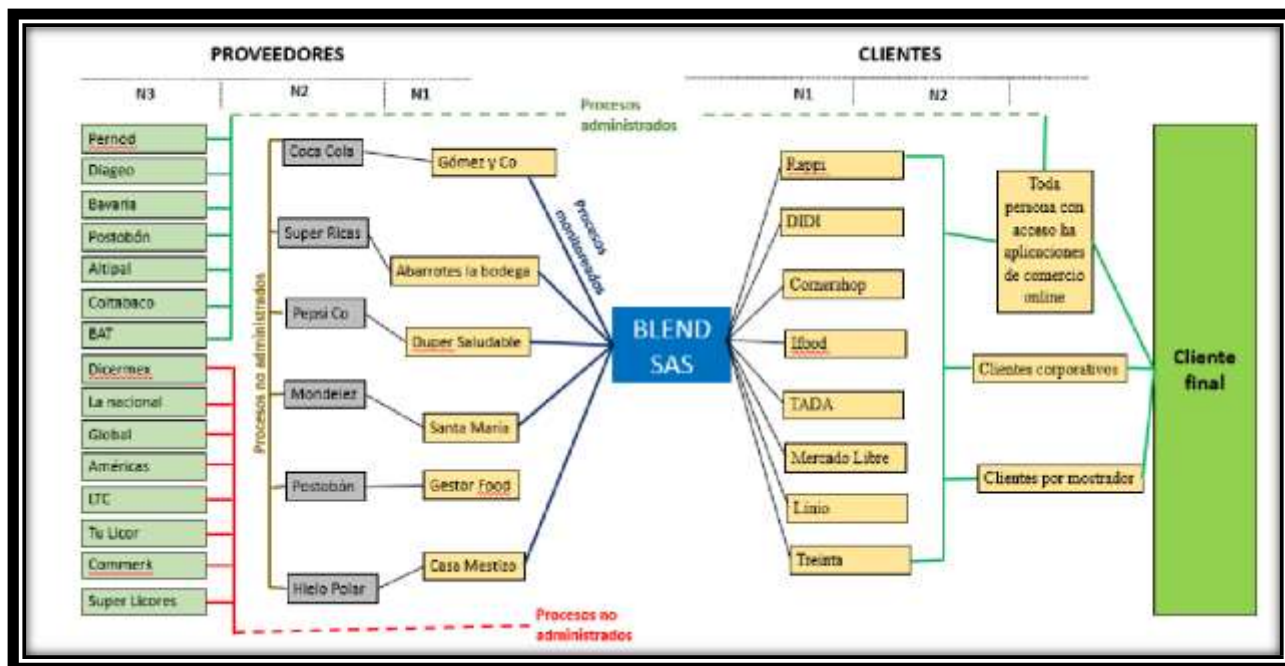 PROVEEDORES
CLIENTES
N3
N2
N1
N1
N2
Procesos
administrados
Pernod
Diageo
Bavaria
Postobón
Altipal
Coltabaco
BAT
Dicermex
La nacional
Global
Américas
LTC
Tu Licor
Commerk
Super Licores
Procesos no administrados
Coca Cola
Super Ricas
Pepsi Co
Mondelez
Postobón
Hielo Polar
Gómez y Co
Abarrotes la bodega
Duper Saludable
Santa María
Gestor Food
Casa Mestizo
Procesos
monitoreados
Procesos no
administrados
BLEND
SAS
Rappi
DIDI
Cornershop
Ifood
TADA
Mercado Libre
Linio
Treinta
Toda
persona con
acceso ha
aplicaciones
de comercio
online
Clientes corporativos
Clientes por mostrador
Cliente
final